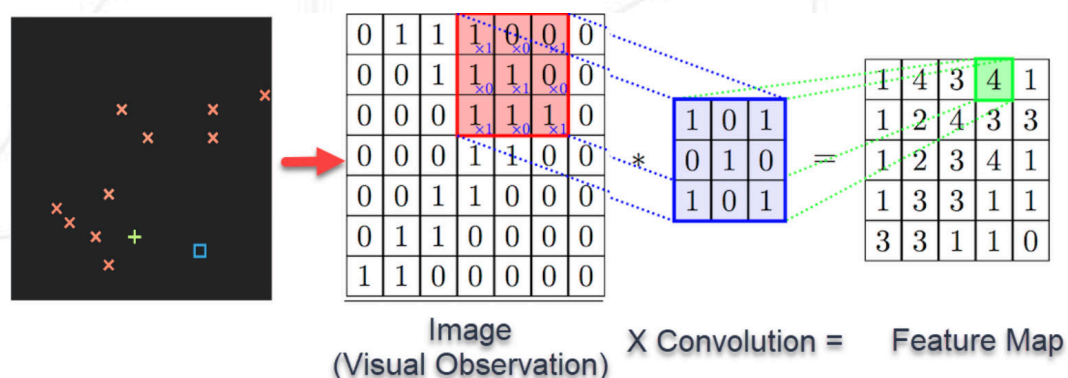 0 1 1 1 0 0 0
×1 ×0 ×1
0 0 1 1 1 0 0
×0 ×1 ×0
0 0 0 1 1 1 0
×1 ×0 ×1
0 0 0 1 1 0 0
0 0 1 1 0 0 0
0 1 1 0 0 0 0
1 1 0 0 0 0 0
*
1 0 1
0 1 0
1 0 1
=
1 4 3 4 1
1 2 4 3 3
1 2 3 4 1
1 3 3 1 1
3 3 1 1 0
Image
(Visual Observation)
X Convolution =
Feature Map